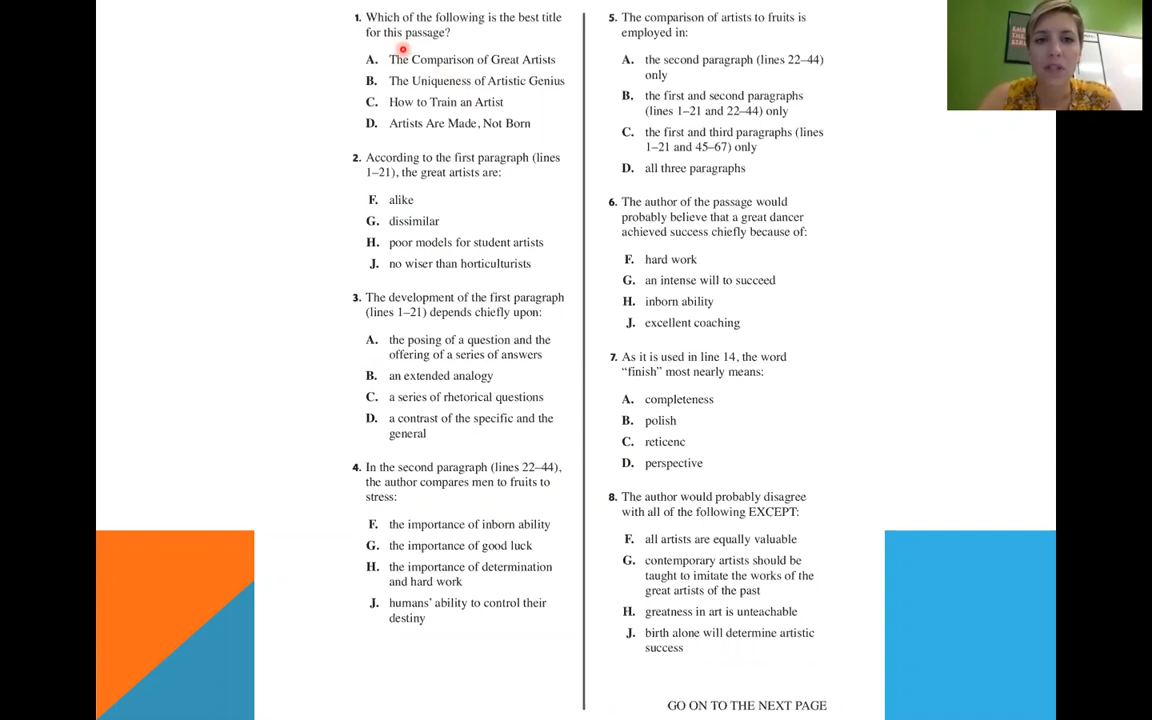 1. Which of the following is the best title
for this passage?
A. The Comparison of Great Artists
B. The Uniqueness of Artistic Genius
C. How to Train an Artist
D. Artists Are Made, Not Born
2. According to the first paragraph (lines
1–21), the great artists are:
F. alike
G. dissimilar
H. poor models for student artists
J. no wiser than horticulturists
3. The development of the first paragraph
(lines 1–21) depends chiefly upon:
A. the posing of a question and the
offering of a series of answers
B. an extended analogy
C. a series of rhetorical questions
D. a contrast of the specific and the
general
4. In the second paragraph (lines 22–44),
the author compares men to fruits to
stress:
F. the importance of inborn ability
G. the importance of good luck
H. the importance of determination
and hard work
J. humans’ ability to control their
destiny
5. The comparison of artists to fruits is
employed in:
A. the second paragraph (lines 22–44)
only
B. the first and second paragraphs
(lines 1–21 and 22–44) only
C. the first and third paragraphs (lines
1–21 and 45–67) only
D. all three paragraphs
6. The author of the passage would
probably believe that a great dancer
achieved success chiefly because of:
F. hard work
G. an intense will to succeed
H. inborn ability
J. excellent coaching
7. As it is used in line 14, the word
“finish” most nearly means:
A. completeness
B. polish
C. reticenc
D. perspective
8. The author would probably disagree
with all of the following EXCEPT:
F. all artists are equally valuable
G. contemporary artists should be
taught to imitate the works of the
great artists of the past
H. greatness in art is unteachable
J. birth alone will determine artistic
success
GO ON TO THE NEXT PAGE